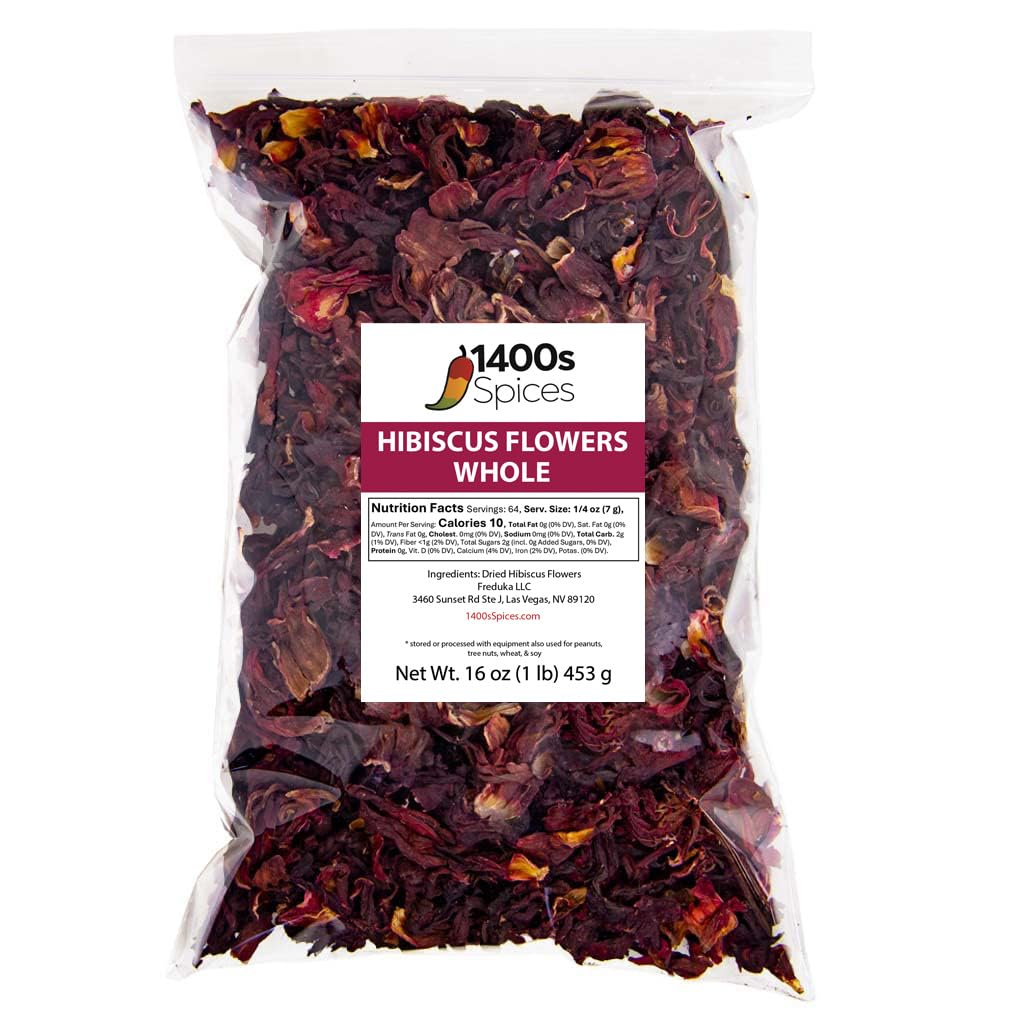 1400s
Spices
HIBISCUS FLOWERS
WHOLE
Nutrition Facts Servings: 64, Serv. Size: 1/4 oz (7 g),
Amount Per Serving: Calories 10, Total Fat 0g (0% DV), Sat. Fat 0g (0%
DV), Trans Fat 0g, Cholest. 0mg (0% DV), Sodium 0mg (0% DV), Total Carb. 2g
(1% DV), Fiber <1g (2% DV), Total Sugars 2g (incl. 0g Added Sugars, 0% DV),
Protein 0g, Vit. D (0% DV), Calcium (4% DV), Iron (2% DV), Potas. (0% DV).
Ingredients: Dried Hibiscus Flowers
Freduka LLC
3460 Sunset Rd Ste J, Las Vegas, NV 89120
1400sSpices.com
* stored or processed with equipment also used for peanuts,
tree nuts, wheat, & soy
Net Wt. 16 oz (1 lb) 453 g